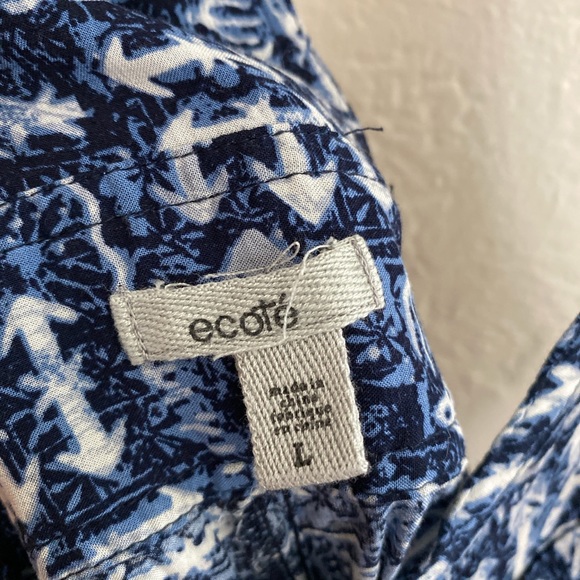 ecoté
made in
china
fabriqué
en chine
L